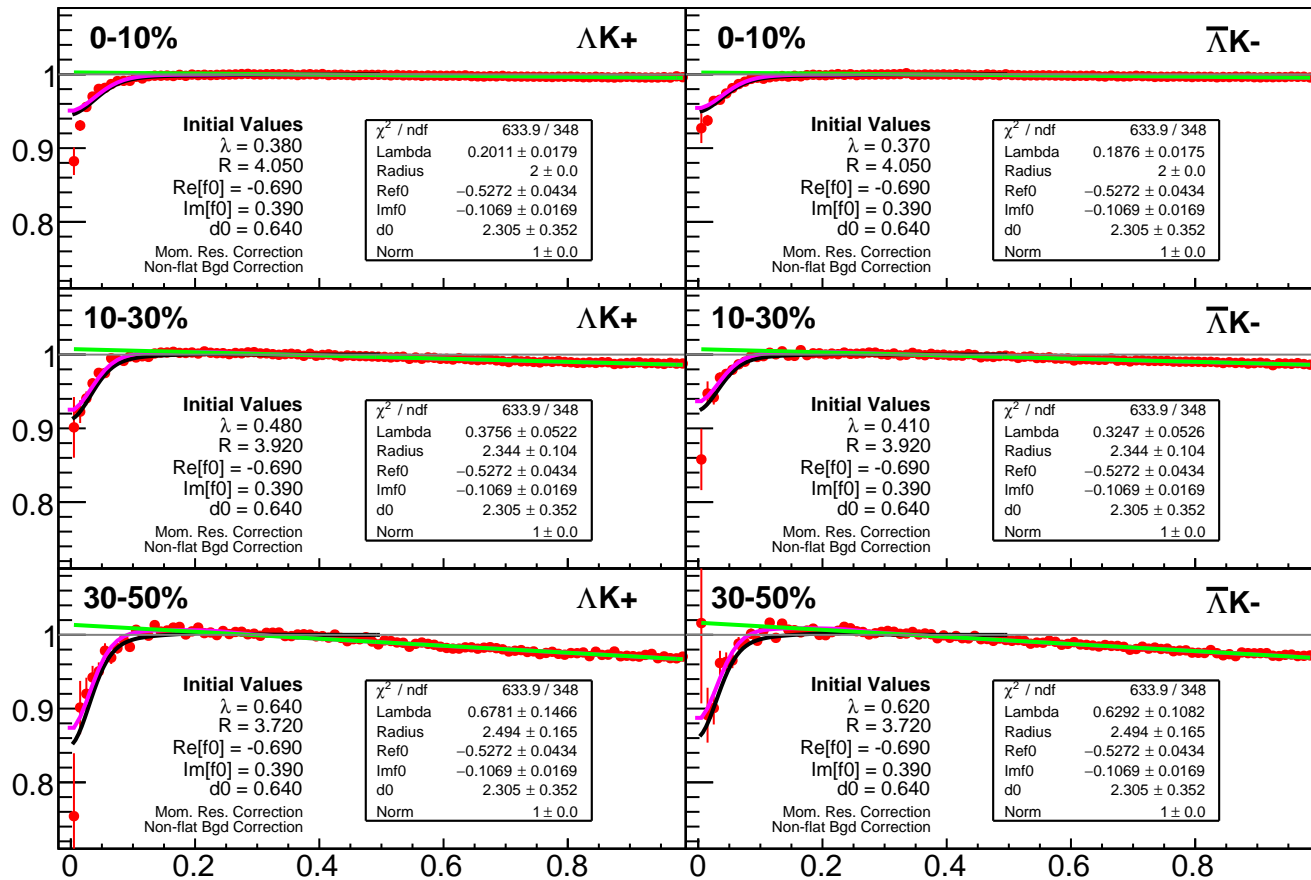 0-10% ΛK+
1
0.9
0.8
Initial Values
λ = 0.380
R = 4.050
Re[f0] = -0.690
Im[f0] = 0.390
d0 = 0.640
Mom. Res. Correction
Non-flat Bgd Correction
χ² / ndf 633.9 / 348
Lambda 0.2011 ± 0.0179
Radius 2 ± 0.0
Ref0 −0.5272 ± 0.0434
Imf0 −0.1069 ± 0.0169
d0 2.305 ± 0.352
Norm 1 ± 0.0
0-10% Λ̅K-
Initial Values
λ = 0.370
R = 4.050
Re[f0] = -0.690
Im[f0] = 0.390
d0 = 0.640
Mom. Res. Correction
Non-flat Bgd Correction
χ² / ndf 633.9 / 348
Lambda 0.1876 ± 0.0175
Radius 2 ± 0.0
Ref0 −0.5272 ± 0.0434
Imf0 −0.1069 ± 0.0169
d0 2.305 ± 0.352
Norm 1 ± 0.0
10-30% ΛK+
1
0.9
0.8
Initial Values
λ = 0.480
R = 3.920
Re[f0] = -0.690
Im[f0] = 0.390
d0 = 0.640
Mom. Res. Correction
Non-flat Bgd Correction
χ² / ndf 633.9 / 348
Lambda 0.3756 ± 0.0522
Radius 2.344 ± 0.104
Ref0 −0.5272 ± 0.0434
Imf0 −0.1069 ± 0.0169
d0 2.305 ± 0.352
Norm 1 ± 0.0
10-30% Λ̅K-
Initial Values
λ = 0.410
R = 3.920
Re[f0] = -0.690
Im[f0] = 0.390
d0 = 0.640
Mom. Res. Correction
Non-flat Bgd Correction
χ² / ndf 633.9 / 348
Lambda 0.3247 ± 0.0526
Radius 2.344 ± 0.104
Ref0 −0.5272 ± 0.0434
Imf0 −0.1069 ± 0.0169
d0 2.305 ± 0.352
Norm 1 ± 0.0
30-50% ΛK+
1
0.9
0.8
Initial Values
λ = 0.640
R = 3.720
Re[f0] = -0.690
Im[f0] = 0.390
d0 = 0.640
Mom. Res. Correction
Non-flat Bgd Correction
χ² / ndf 633.9 / 348
Lambda 0.6781 ± 0.1466
Radius 2.494 ± 0.165
Ref0 −0.5272 ± 0.0434
Imf0 −0.1069 ± 0.0169
d0 2.305 ± 0.352
Norm 1 ± 0.0
30-50% Λ̅K-
Initial Values
λ = 0.620
R = 3.720
Re[f0] = -0.690
Im[f0] = 0.390
d0 = 0.640
Mom. Res. Correction
Non-flat Bgd Correction
χ² / ndf 633.9 / 348
Lambda 0.6292 ± 0.1082
Radius 2.494 ± 0.165
Ref0 −0.5272 ± 0.0434
Imf0 −0.1069 ± 0.0169
d0 2.305 ± 0.352
Norm 1 ± 0.0
0 0.2 0.4 0.6 0.8 0 0.2 0.4 0.6 0.8